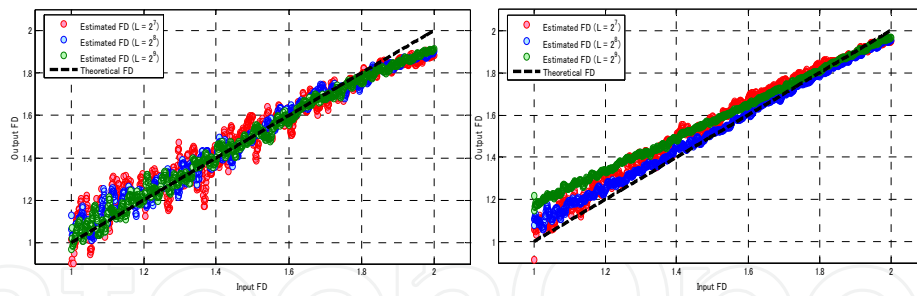 Estimated FD (L = 2^7)
Estimated FD (L = 2^8)
Estimated FD (L = 2^9)
Theoretical FD
2
1.8
1.6
1.4
1.2
1
Output FD
1
1.2
1.4
1.6
1.8
2
Input FD
Estimated FD (L = 2^7)
Estimated FD (L = 2^8)
Estimated FD (L = 2^9)
Theoretical FD
2
1.8
1.6
1.4
1.2
1
Output FD
1
1.2
1.4
1.6
1.8
2
Input FD